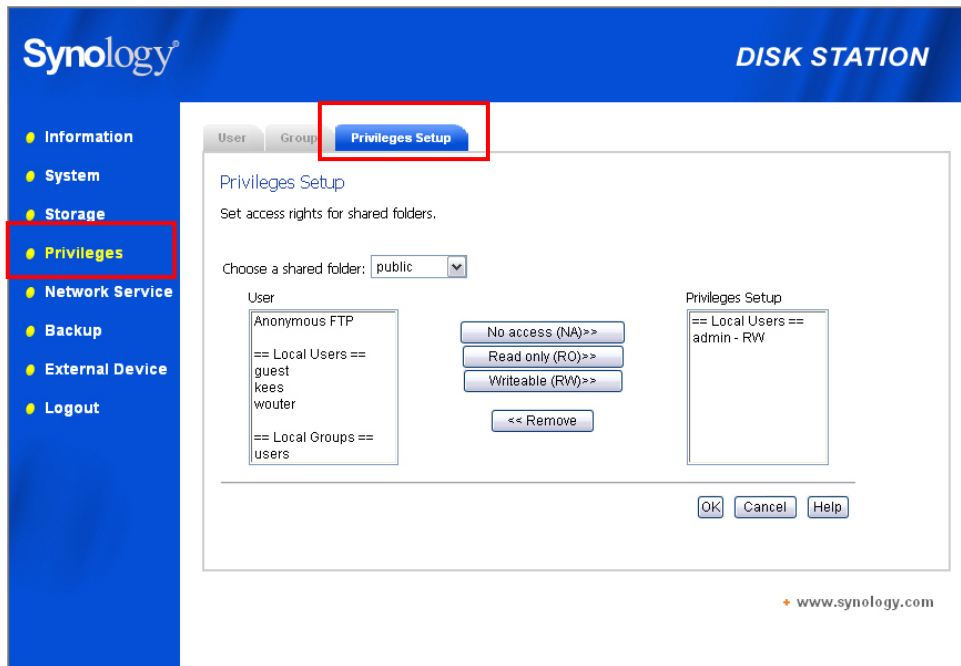 Synology®
DISK STATION
Information
System
Storage
Privileges
Network Service
Backup
External Device
Logout
User Group Privileges Setup
Privileges Setup
Set access rights for shared folders.
Choose a shared folder: public
User
Anonymous FTP
== Local Users ==
guest
kees
wouter
== Local Groups ==
users
No access (NA)>>
Read only (RO)>>
Writeable (RW)>>
<< Remove
Privileges Setup
== Local Users ==
admin - RW
OK Cancel Help
+ www.synology.com